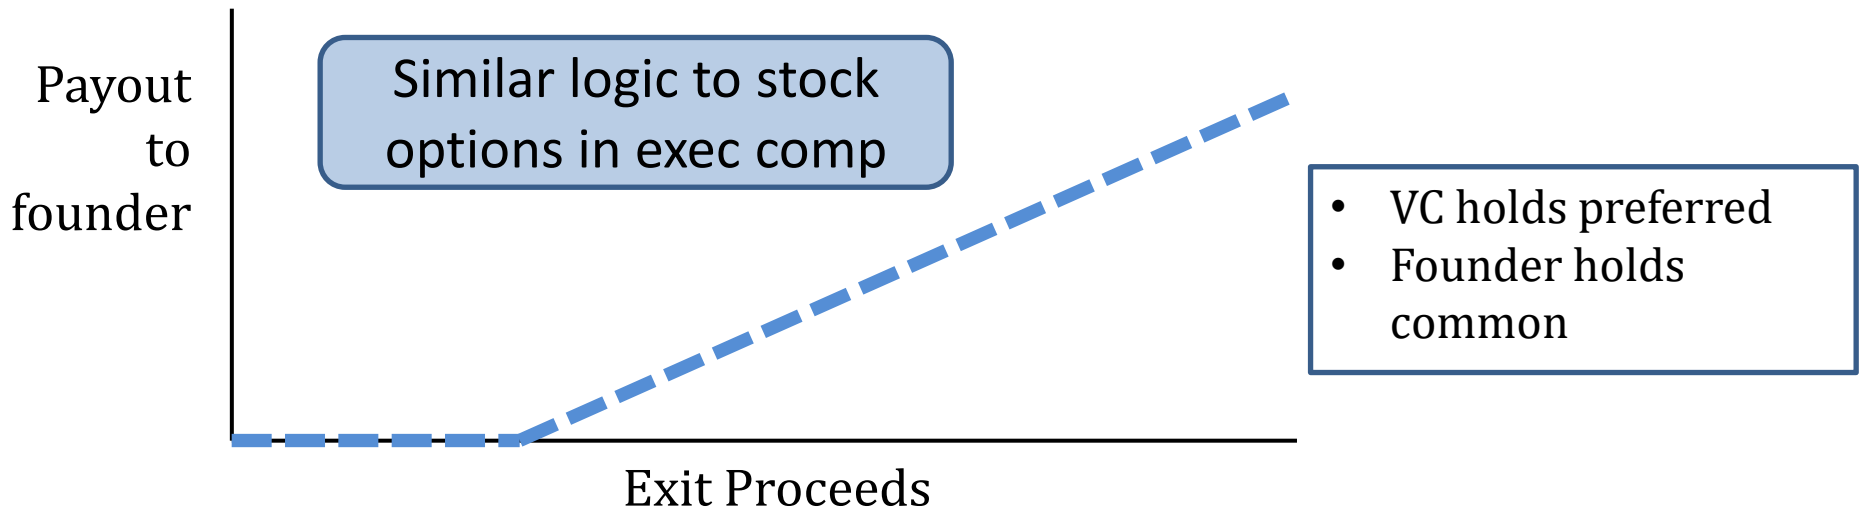 Payout
to
founder
Similar logic to stock
options in exec comp
• VC holds preferred
• Founder holds
common
Exit Proceeds